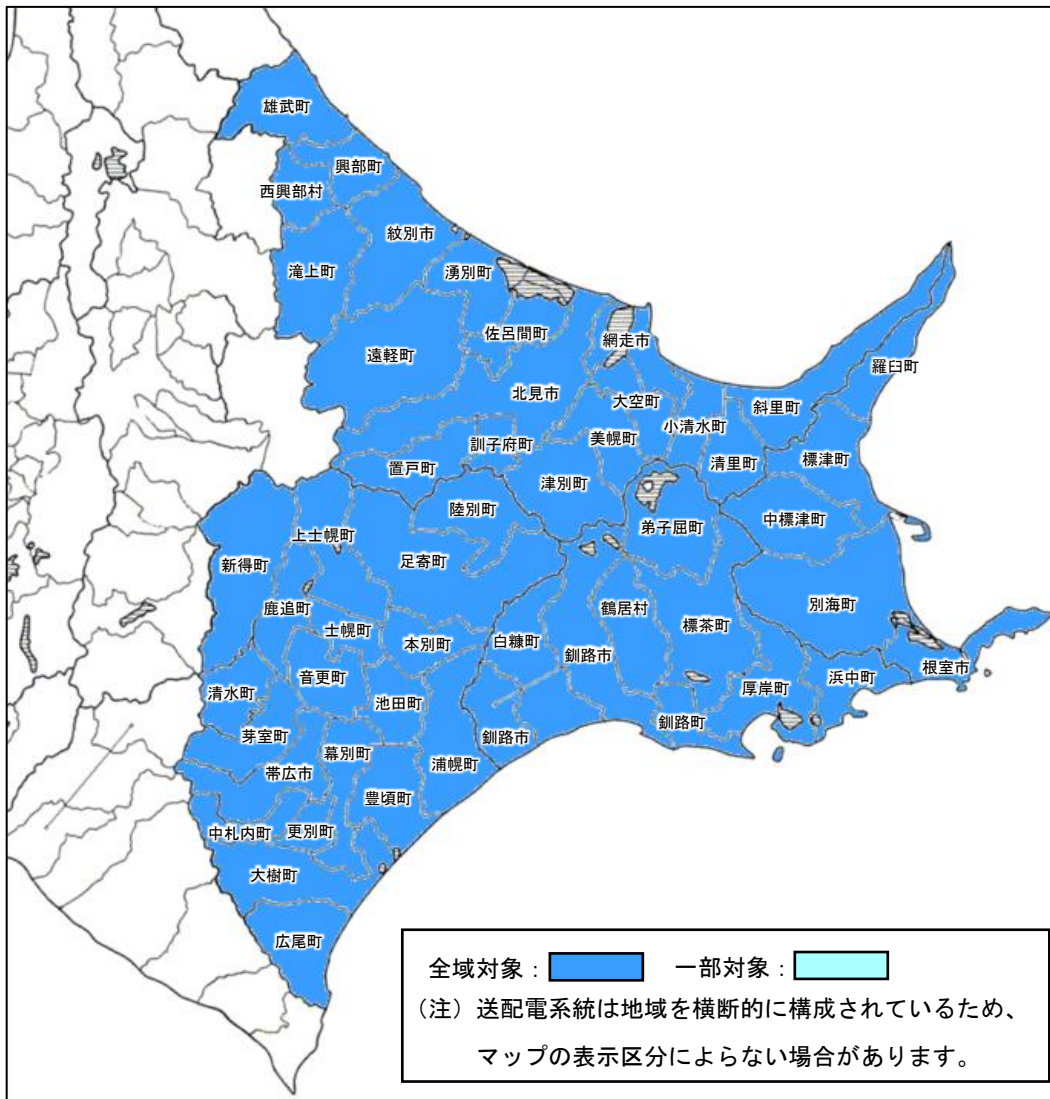 雄武町
興部町
西興部村
紋別市
滝上町
湧別町
佐呂間町
網走市
遠軽町
羅臼町
北見市
大空町
斜里町
小清水町
美幌町
訓子府町
清里町
標津町
置戸町
津別町
陸別町
中標津町
弟子屈町
上士幌町
新得町
足寄町
別海町
鹿追町
鶴居村
標茶町
士幌町
本別町
白糠町
釧路市
根室市
浜中町
音更町
清水町
池田町
厚岸町
釧路町
芽室町
釧路市
幕別町
浦幌町
帯広市
豊頃町
中札内町
更別町
大樹町
広尾町
全域対象： 一部対象：
（注）送配電系統は地域を横断的に構成されているため、
マップの表示区分によらない場合があります。